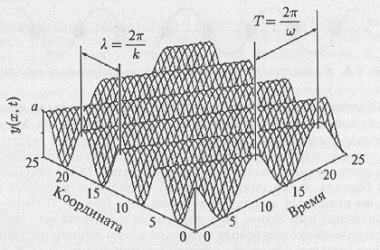 λ = 2π/k
T = 2π/ω
y(x, t)
a
25
20
15
10
5
0
Координата
0
5
10
15
20
25
Время